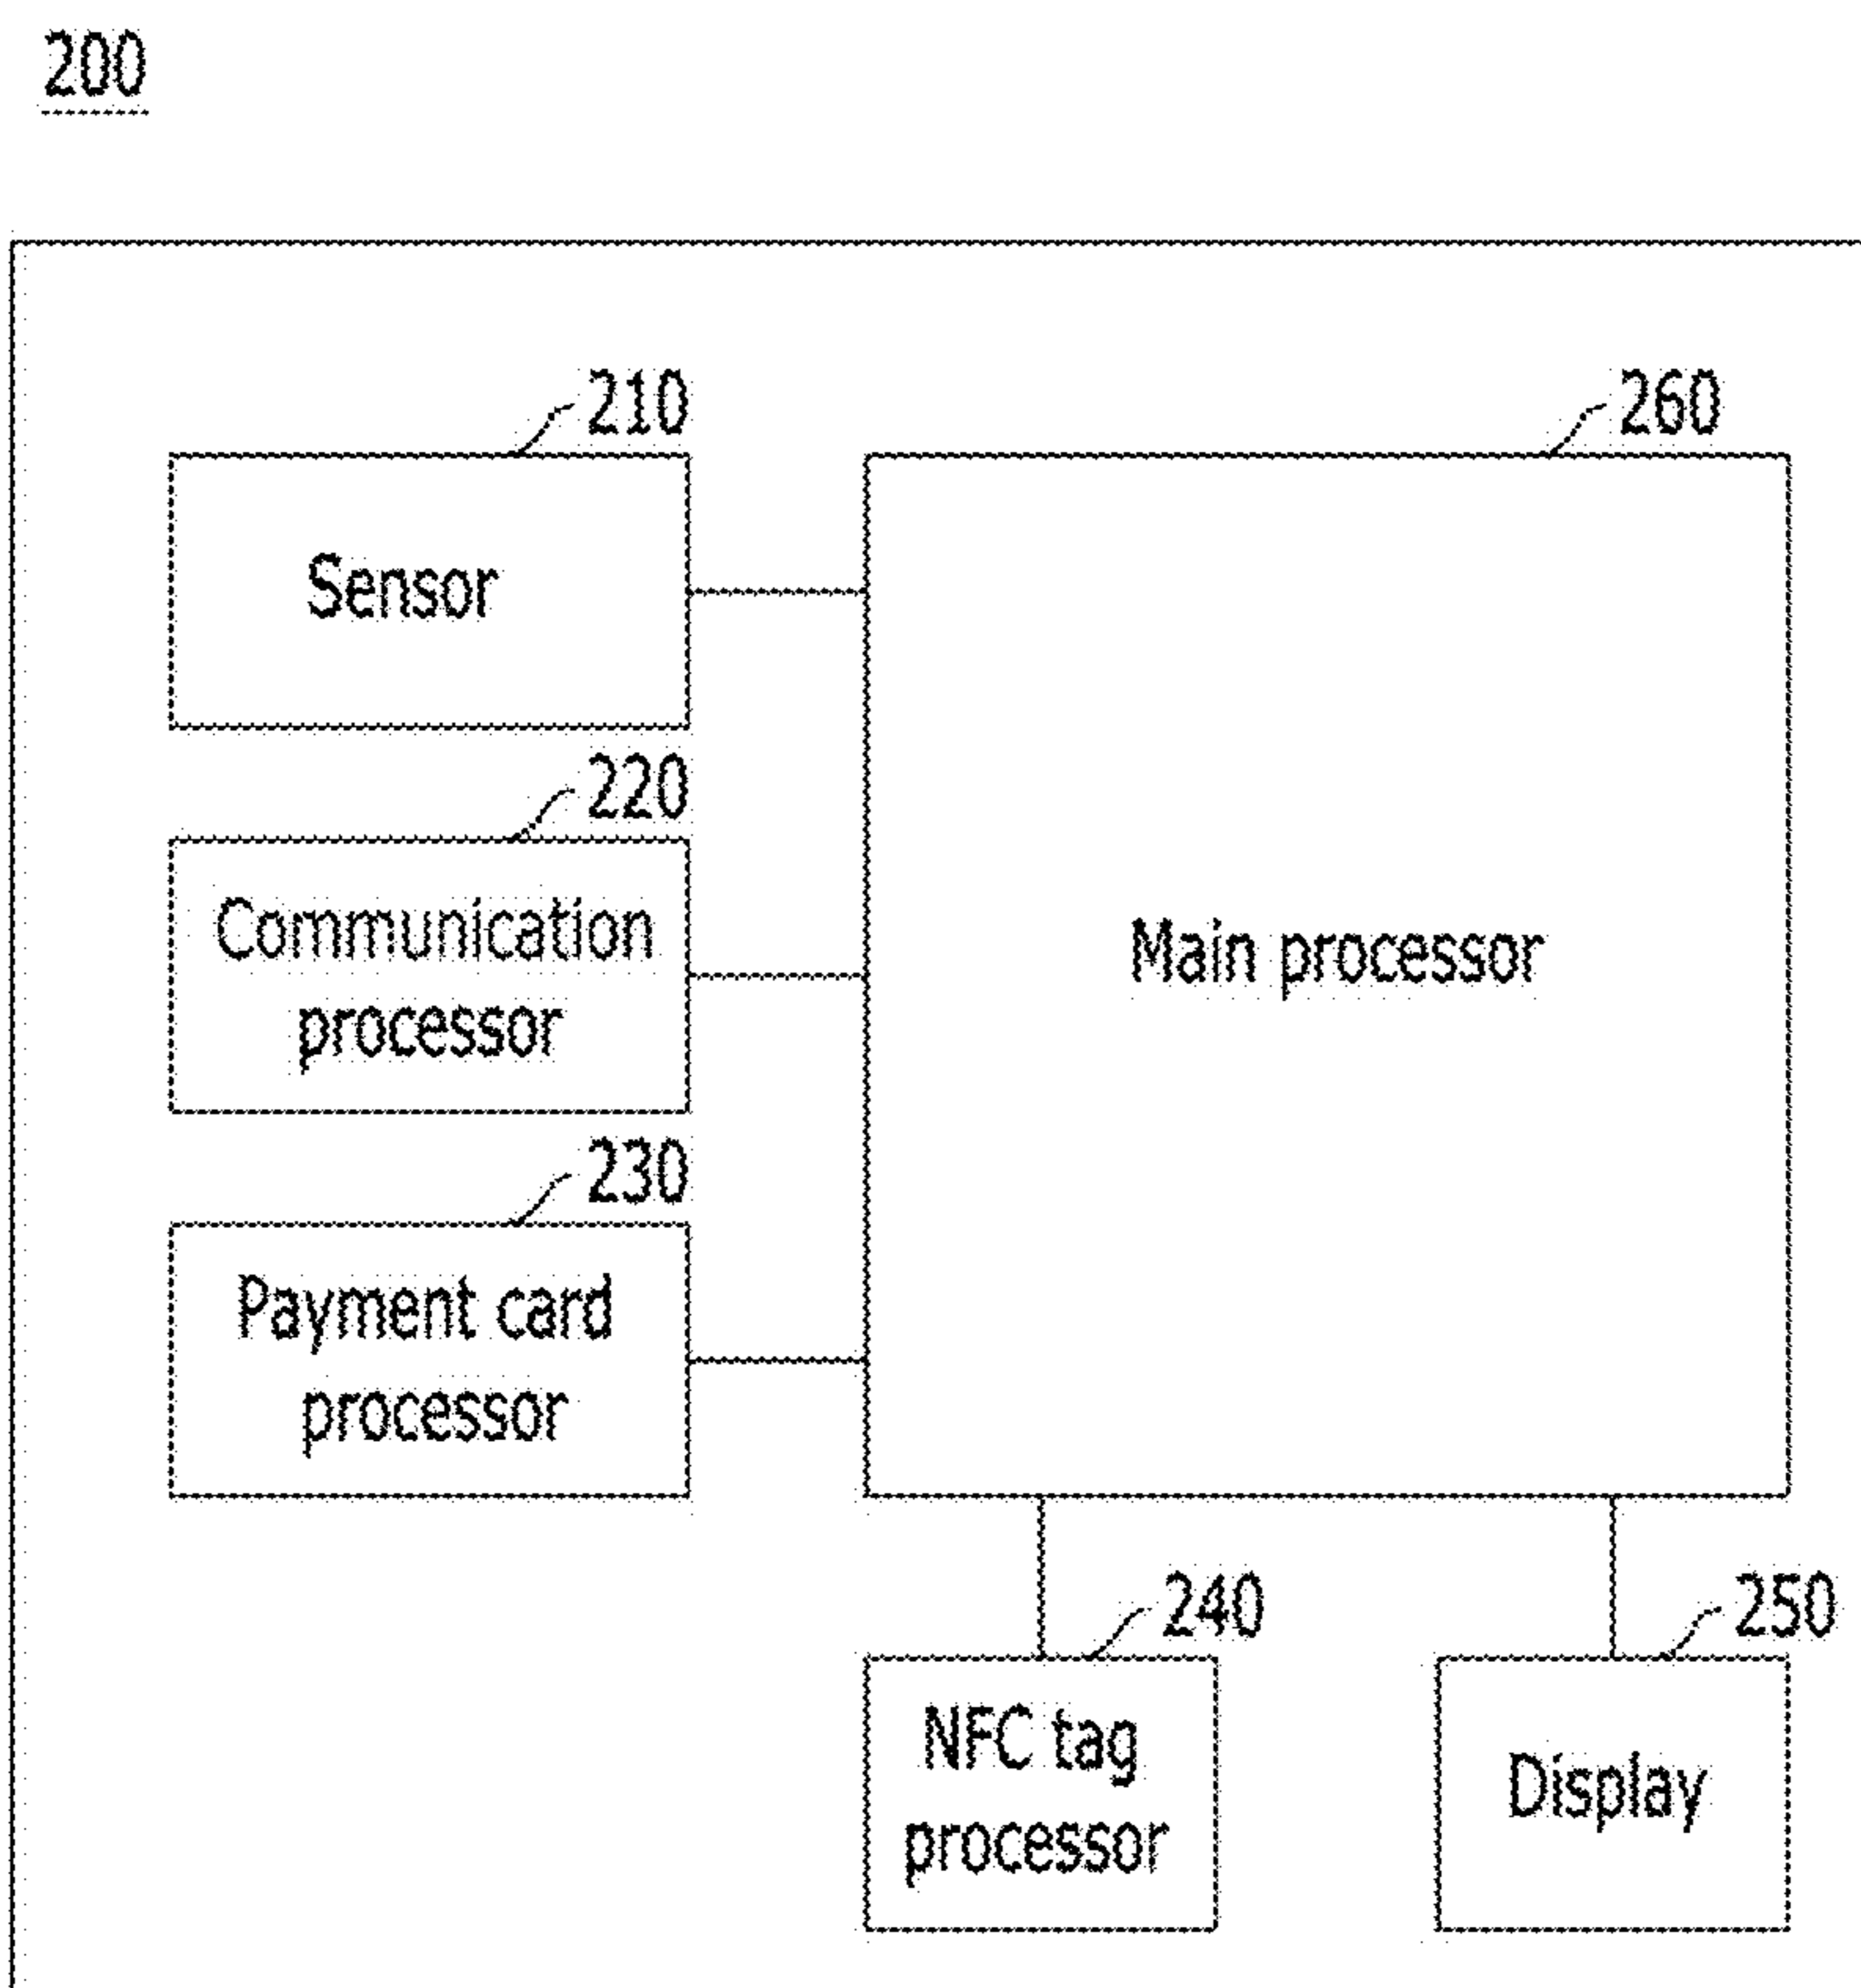 200
210
Sensor
260
Main processor
220
Communication
processor
230
Payment card
processor
240
NFC tag
processor
250
Display